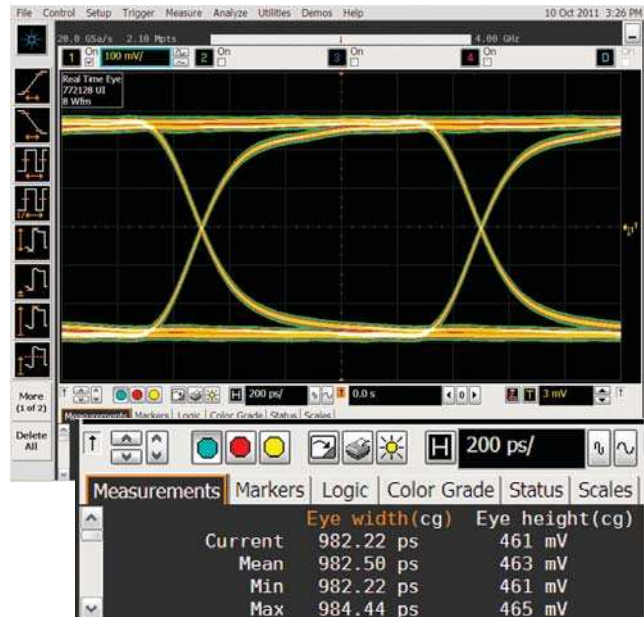 File Control Setup Trigger Measure Analyze Utilities Demos Help 10 Oct 2011 3:26 PM
20.0 GSa/s 2.10 Mpts 4.00 GHz
1 On 100 mV/ 2 On 3 On 4 On D On
Real Time Eye
772128 UI
8 Wfm
More
(1 of 2)
Delete
All
H 200 ps/ 0.0 s 0 T 3 mV
Measurements Markers Logic Color Grade Status Scales
H 200 ps/
Measurements Markers Logic Color Grade Status Scales
Eye width(cg) Eye height(cg)
Current 982.22 ps 461 mV
Mean 982.50 ps 463 mV
Min 982.22 ps 461 mV
Max 984.44 ps 465 mV